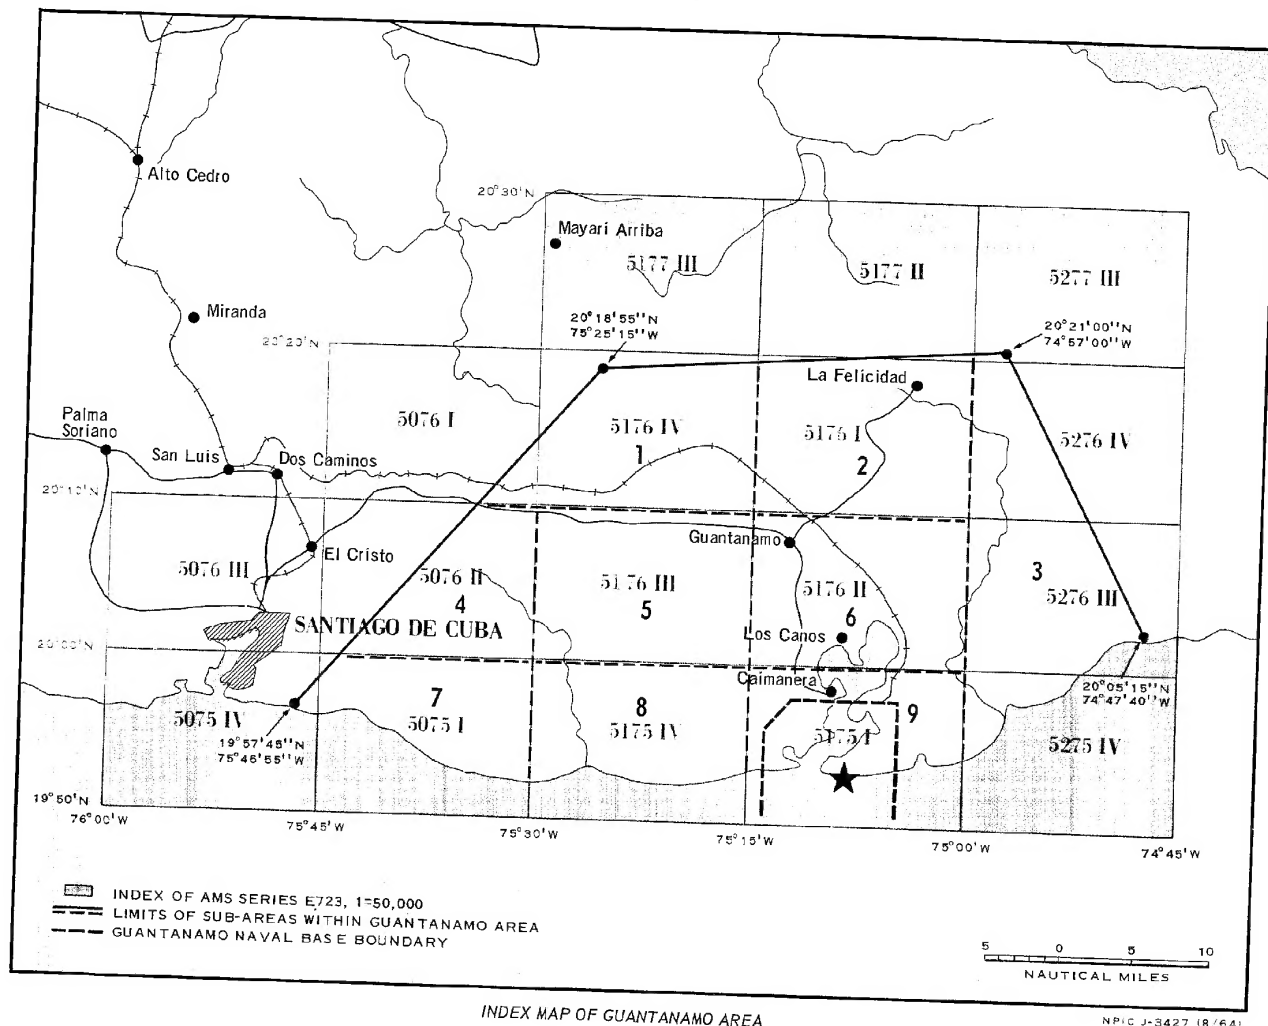 Alto Cedro
20°30'N
Mayari Arriba
5177 III
5177 II
5277 III
Miranda
20°18'55"N
75°25'15"W
20°21'00"N
74°57'00"W
20°20'N
La Felicidad
Palma
Soriano
5076 I
5176 IV
5176 I
5276 IV
San Luis
Dos Caminos
1
2
20°10'N
Guantanamo
El Cristo
5076 III
5076 II
5176 III
5176 II
3
5276 III
4
5
6
SANTIAGO DE CUBA
Los Canos
20°00'N
Caimanera
20°05'15"N
74°47'40"W
7
8
9
5075 IV
5075 I
5175 IV
5175 I
5275 IV
19°57'45"N
75°46'55"W
19°50'N
76°00'W
75°45'W
75°30'W
75°15'W
75°00'W
74°45'W
INDEX OF AMS SERIES E723, 1=50,000
LIMITS OF SUB-AREAS WITHIN GUANTANAMO AREA
GUANTANAMO NAVAL BASE BOUNDARY
5 0 5 10
NAUTICAL MILES
INDEX MAP OF GUANTANAMO AREA
NPIC J-3427 (8/64)